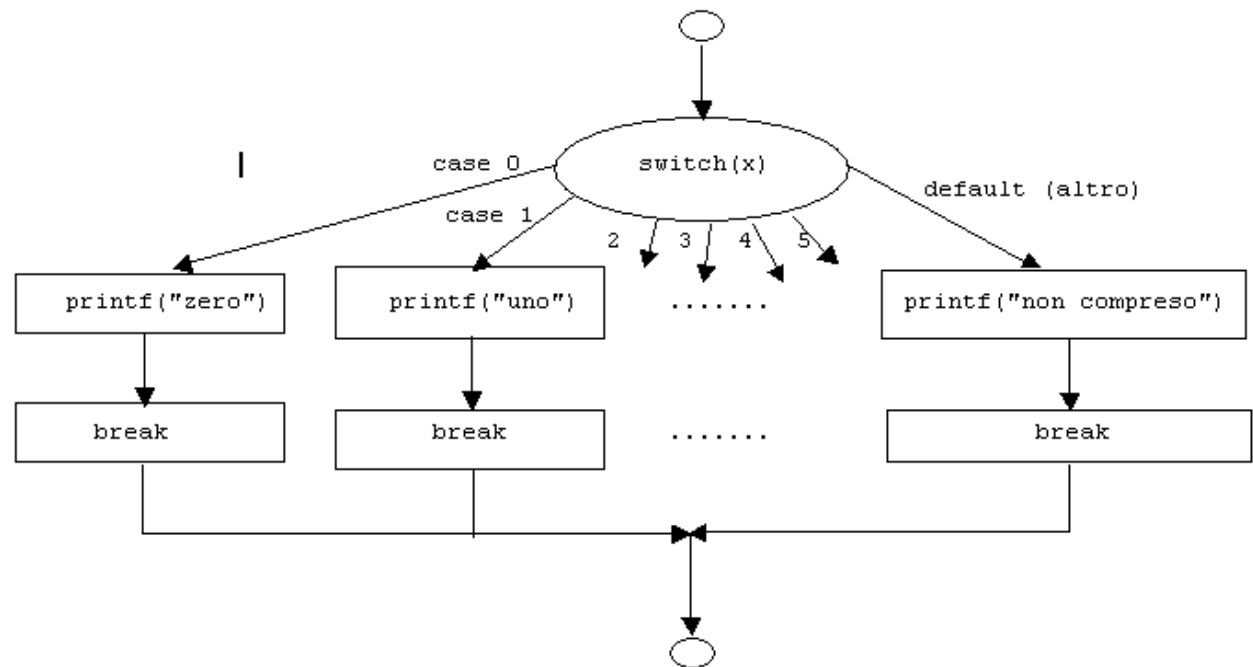 switch(x)
case 0
default (altro)
case 1
2 3 4 5
printf("zero")
printf("uno")
.......
printf("non compreso")
break
break
.......
break